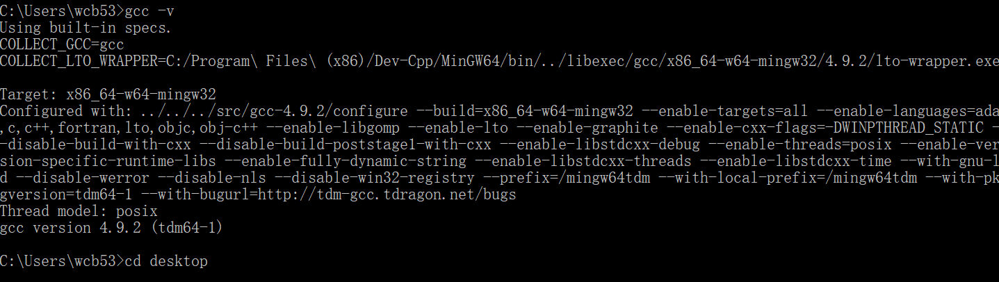 C:\Users\wcb53>gcc -v
Using built-in specs.
COLLECT_GCC=gcc
COLLECT_LTO_WRAPPER=C:/Program\ Files\ (x86)/Dev-Cpp/MinGW64/bin/../libexec/gcc/x86_64-w64-mingw32/4.9.2/lto-wrapper.exe
Target: x86_64-w64-mingw32
Configured with: ../../../src/gcc-4.9.2/configure --build=x86_64-w64-mingw32 --enable-targets=all --enable-languages=ada
,c,c++,fortran,lto,objc,obj-c++ --enable-libgomp --enable-lto --enable-graphite --enable-cxx-flags=-DWINPTHREAD_STATIC -
-disable-build-with-cxx --disable-build-poststage1-with-cxx --enable-libstdcxx-debug --enable-threads=posix --enable-ver
sion-specific-runtime-libs --enable-fully-dynamic-string --enable-libstdcxx-threads --enable-libstdcxx-time --with-gnu-l
d --disable-werror --disable-nls --disable-win32-registry --prefix=/mingw64tdm --with-local-prefix=/mingw64tdm --with-pk
gversion=tdm64-1 --with-bugurl=http://tdm-gcc.tdragon.net/bugs
Thread model: posix
gcc version 4.9.2 (tdm64-1)
C:\Users\wcb53>cd desktop